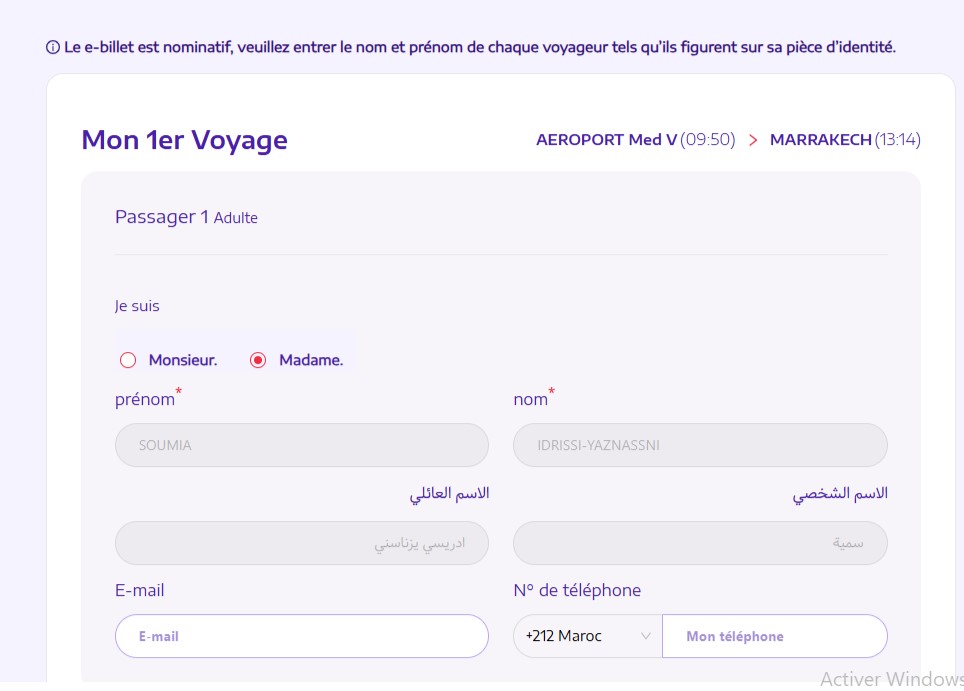 Le e-billet est nominatif, veuillez entrer le nom et prénom de chaque voyageur tels qu'ils figurent sur sa pièce d'identité.
Mon 1er Voyage
AEROPORT Med V (09:50) > MARRAKECH (13:14)
Passager 1 Adulte
Je suis
Monsieur. Madame.
prénom* nom*
SOUMIA IDRISSI-YAZNASSNI
الاسم العائلي الاسم الشخصي
ادريسي يزناسني سمية
E-mail N° de téléphone
E-mail +212 Maroc Mon téléphone
Activer Windows